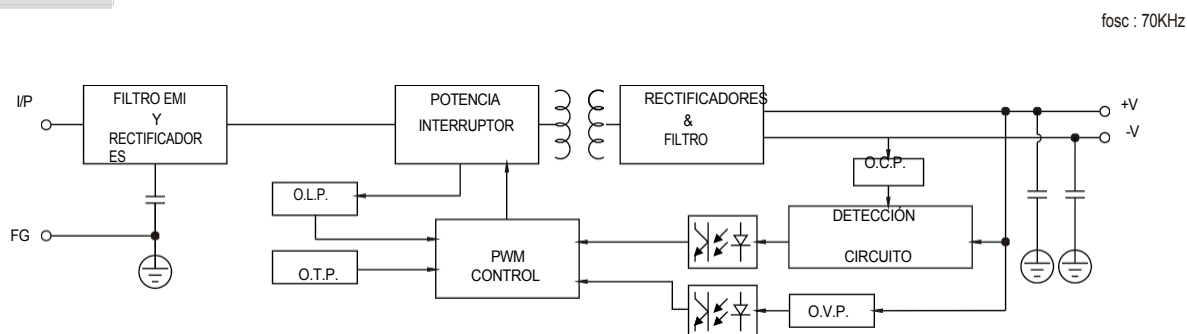 fosc : 70KHz
I/P
FILTRO EMI
Y
RECTIFICADOR
ES
POTENCIA
INTERRUPTOR
RECTIFICADORES
&
FILTRO
+V
-V
O.C.P.
O.L.P.
DETECCIÓN
CIRCUITO
FG
PWM
CONTROL
O.T.P.
O.V.P.